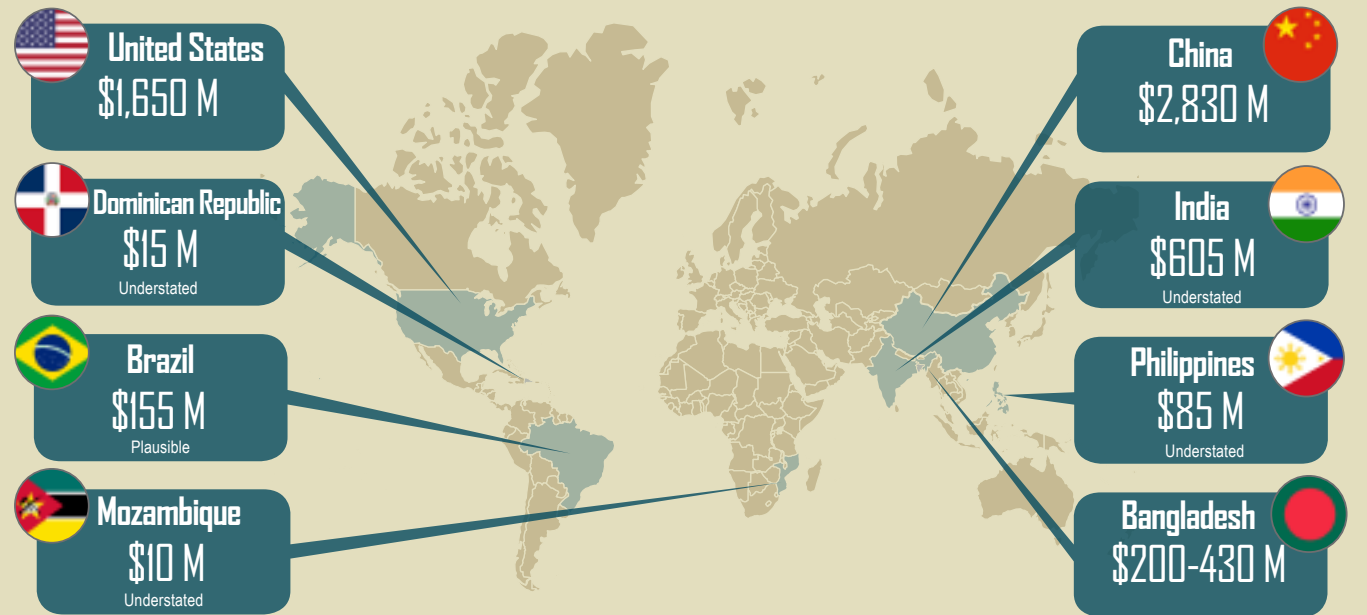 United States
$1,650 M
Dominican Republic
$15 M
Understated
Brazil
$155 M
Plausible
Mozambique
$10 M
Understated
China
$2,830 M
India
$605 M
Understated
Philippines
$85 M
Understated
Bangladesh
$200-430 M